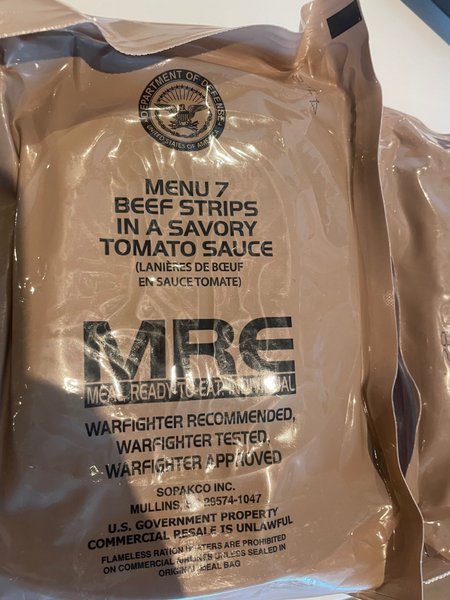 DEPARTMENT OF DEFENSE
UNITED STATES OF AMERICA
MENU 7
BEEF STRIPS
IN A SAVORY
TOMATO SAUCE
(LANIÈRES DE BŒUF
EN SAUCE TOMATE)
MRE
MEAL, READY-TO-EAT, INDIVIDUAL
WARFIGHTER RECOMMENDED,
WARFIGHTER TESTED,
WARFIGHTER APPROVED
SOPAKCO INC.
MULLINS, 29574-1047
U.S. GOVERNMENT PROPERTY
COMMERCIAL RESALE IS UNLAWFUL
FLAMELESS RATION HEATERS ARE PROHIBITED
ON COMMERCIAL AIRLINES UNLESS SEALED IN
ORIGINAL MEAL BAG